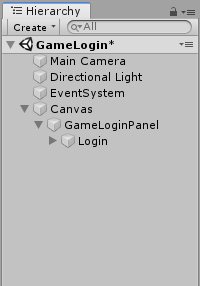 Hierarchy
Create All
GameLogin*
Main Camera
Directional Light
EventSystem
Canvas
GameLoginPanel
Login